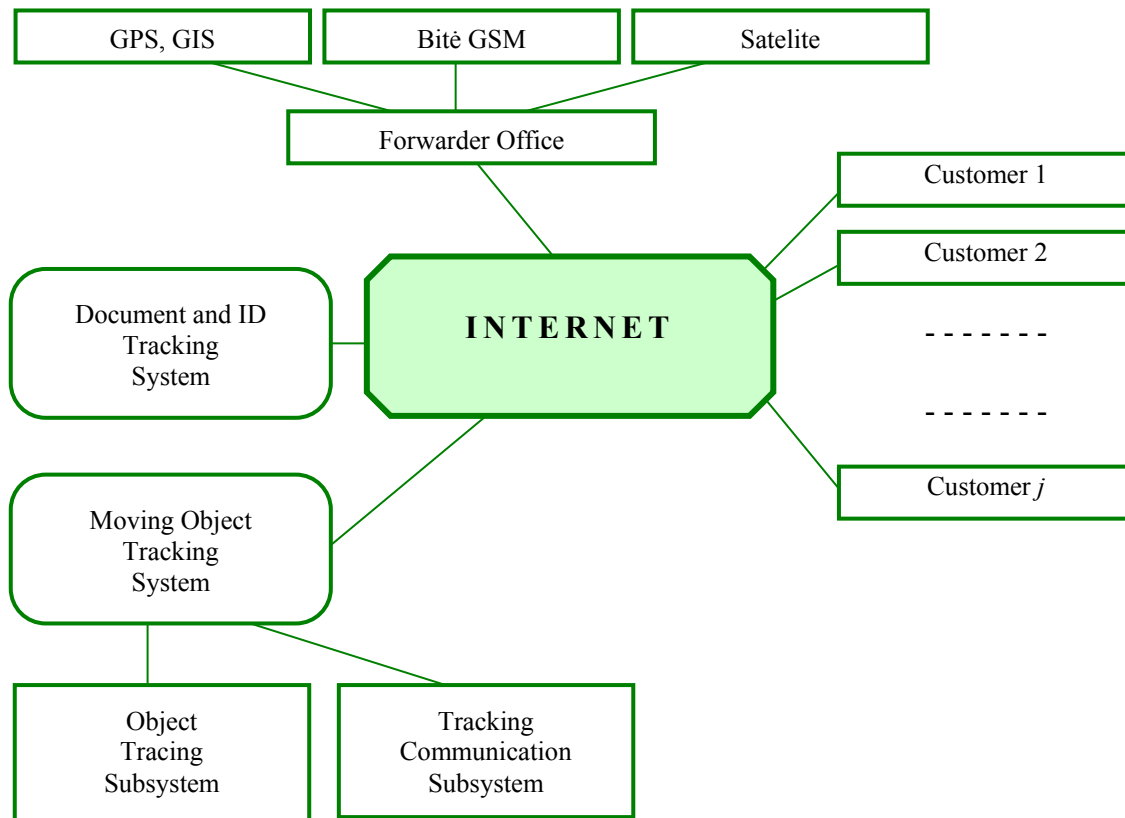 GPS, GIS
Bitė GSM
Satelite
Forwarder Office
Customer 1
Customer 2
- - - - - - -
- - - - - - -
Customer j
INTERNET
Document and ID
Tracking
System
Moving Object
Tracking
System
Object
Tracing
Subsystem
Tracking
Communication
Subsystem